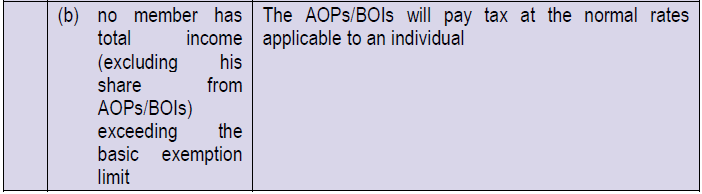 (b) no member has
total income
(excluding his
share from
AOPs/BOIs)
exceeding the
basic exemption
limit
The AOPs/BOIs will pay tax at the normal rates
applicable to an individual